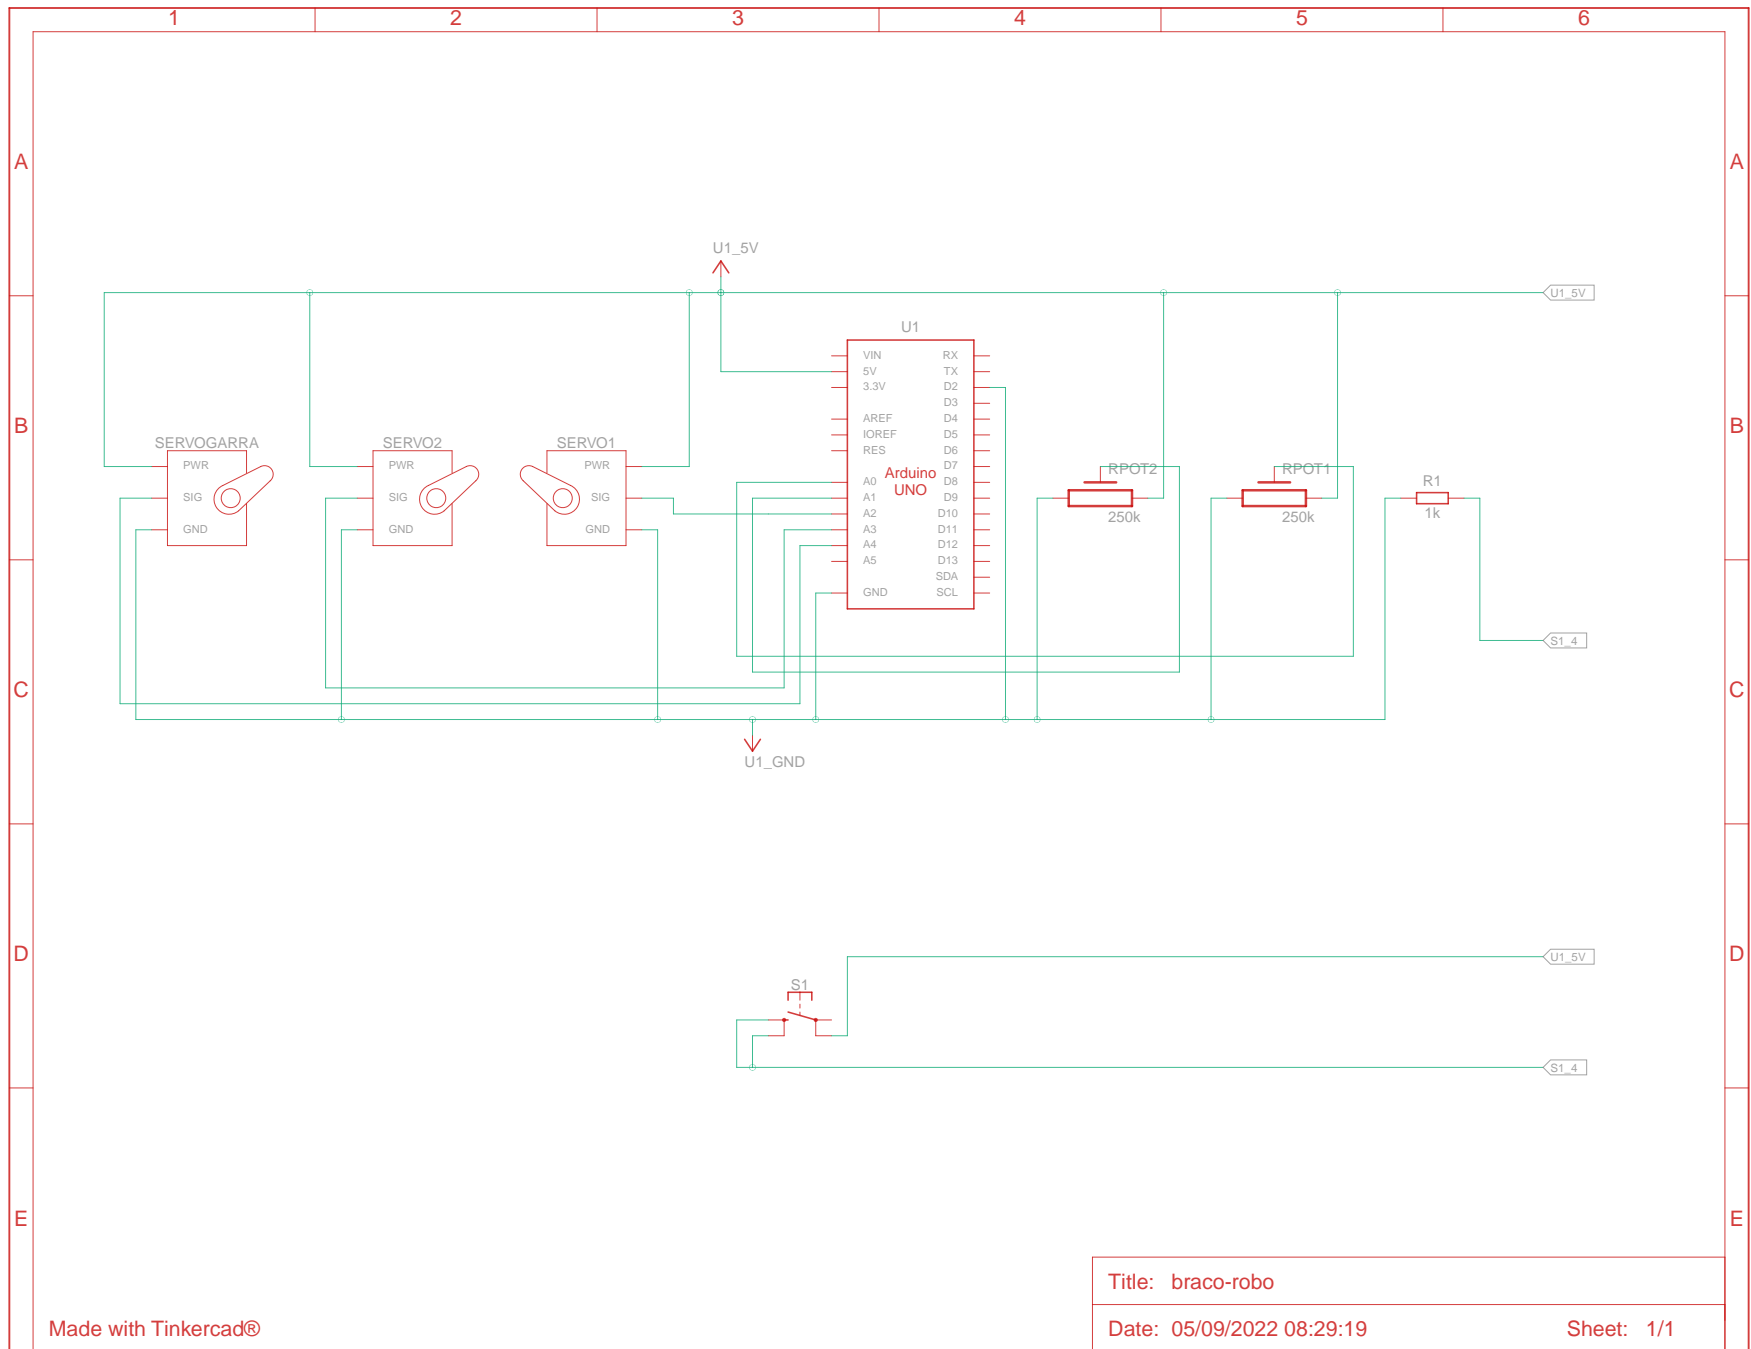 1 2 3 4 5 6
A A
U1_5V
U1_5V
U1
VIN RX
5V TX
3.3V D2
D3
AREF D4
IOREF D5
RES D6
D7
A0 D8
A1 D9
A2 D10
A3 D11
A4 D12
A5 D13
SDA
GND SCL
Arduino
UNO
B B
SERVOGARRA
PWR
SIG
GND
SERVO2
PWR
SIG
GND
SERVO1
PWR
SIG
GND
RPOT2
250k
RPOT1
250k
R1
1k
S1_4
C C
U1_GND
D D
U1_5V
S1
S1_4
E E
Title: braco-robo
Made with Tinkercad®
Date: 05/09/2022 08:29:19
Sheet: 1/1